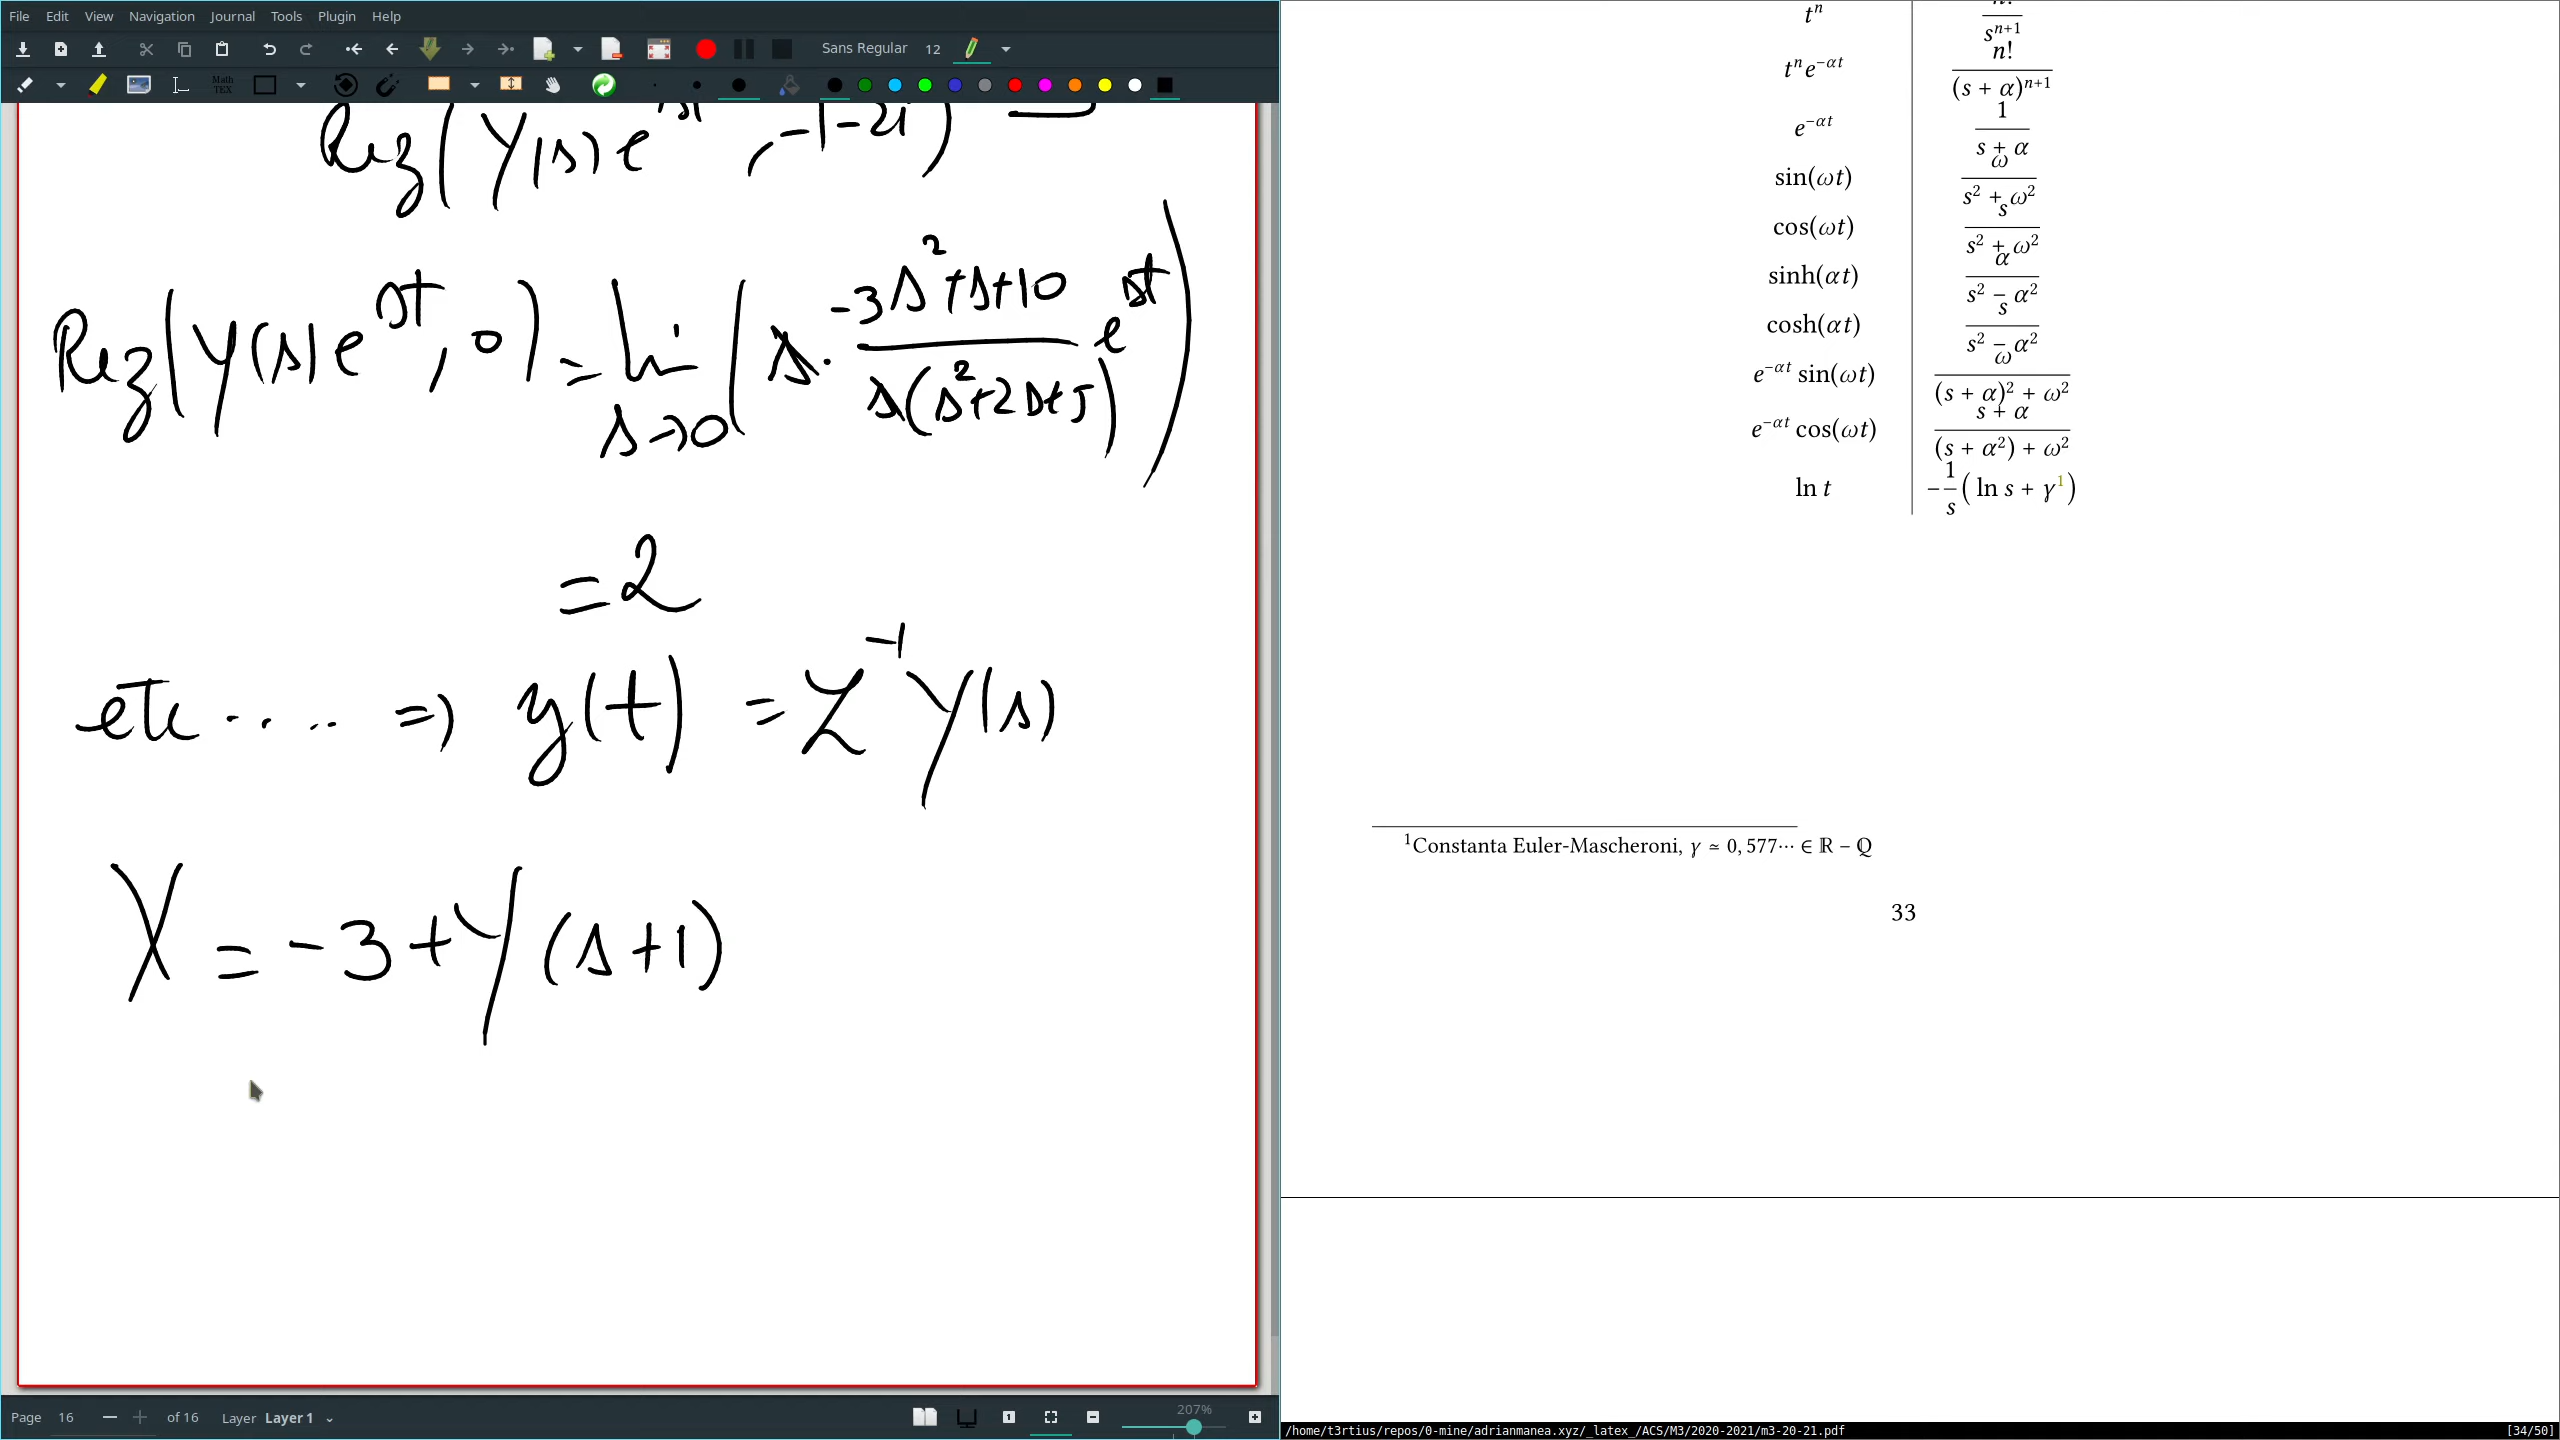 File Edit View Navigation Journal Tools Plugin Help
Sans Regular 12
Math TEX
Rez(Y(s)e^{st}, -1-2i)
Rez(Y(s)e^{st}, 0) = lim_{s→0} (s · (-3s²+s+10)/(s(s²+2s+5)) e^{st})
= 2
etc .... ⇒ y(t) = L^{-1} Y(s)
X = -3+Y(s+1)
Page 16 of 16 Layer Layer 1 207%
tⁿ | n!/s^{n+1}
tⁿe^{−αt} | n!/(s + α)^{n+1}
e^{−αt} | 1/(s + α)
sin(ωt) | ω/(s² + ω²)
cos(ωt) | s/(s² + ω²)
sinh(αt) | α/(s² − α²)
cosh(αt) | s/(s² − α²)
e^{−αt} sin(ωt) | ω/((s + α)² + ω²)
e^{−αt} cos(ωt) | (s + α)/((s + α²) + ω²)
ln t | −1/s (ln s + γ¹)
¹Constanta Euler-Mascheroni, γ ≃ 0, 577⋯ ∈ ℝ − ℚ
33
/home/t3rtius/repos/0-mine/adrianmanea.xyz/_latex_/ACS/M3/2020-2021/m3-20-21.pdf [34/50]